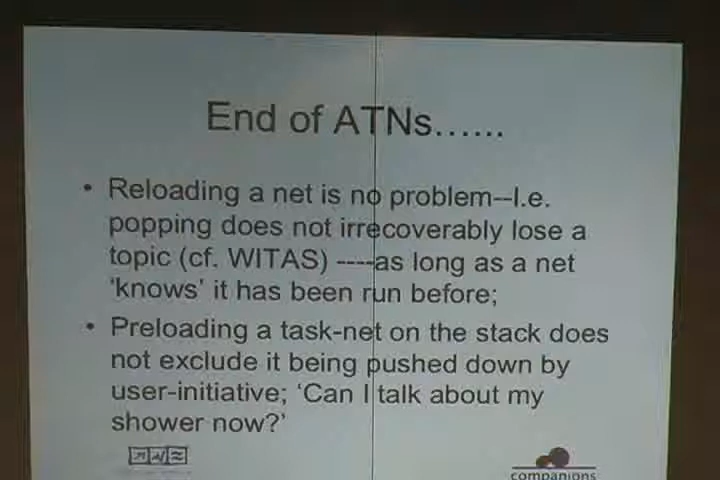 End of ATNs......
• Reloading a net is no problem--I.e.
popping does not irrecoverably lose a
topic (cf. WITAS) ----as long as a net
'knows' it has been run before;
• Preloading a task-net on the stack does
not exclude it being pushed down by
user-initiative; 'Can I talk about my
shower now?'
companions